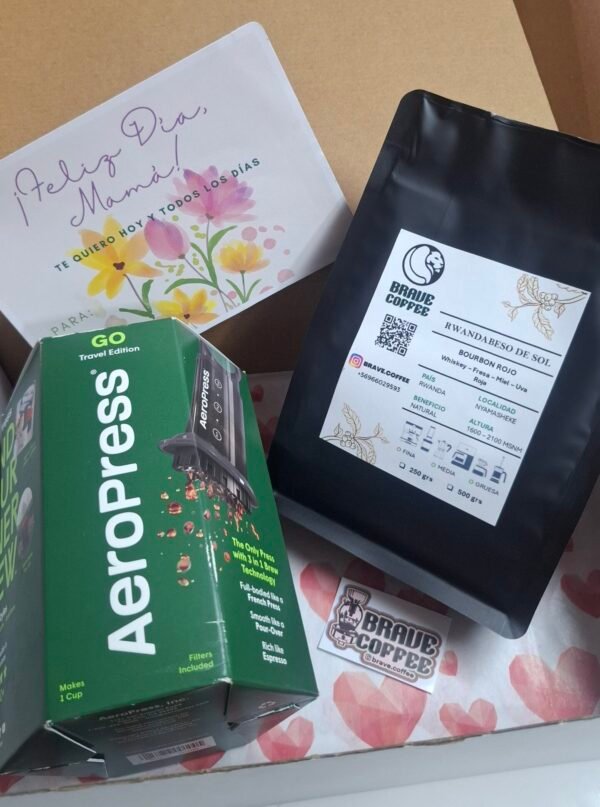 ¡Feliz Día,
Mamá!
TE QUIERO HOY Y TODOS LOS DÍAS
PARA:
GO
Travel Edition
AeroPress®
AeroPress
The Only Press
with 3 in 1 Brew
Technology
Full-bodied like a
French Press
Smooth like a
Pour-Over
Rich like
Espresso
Makes
1 Cup
Filters
Included
AeroPress, Inc.
BRAVE
COFFEE
BRAVE.COFFEE
+56966029593
RWANDABESO DE SOL
BOURBON ROJO
Whiskey - Fresa - Miel - Uva
Roja
PAÍS
RWANDA
LOCALIDAD
NYAMASHEKE
BENEFICIO
NATURAL
ALTURA
1600 - 2100 MSNM
FINA
MEDIA
GRUESA
250 grs
500 grs
BRAVE
COFFEE
brave.coffee